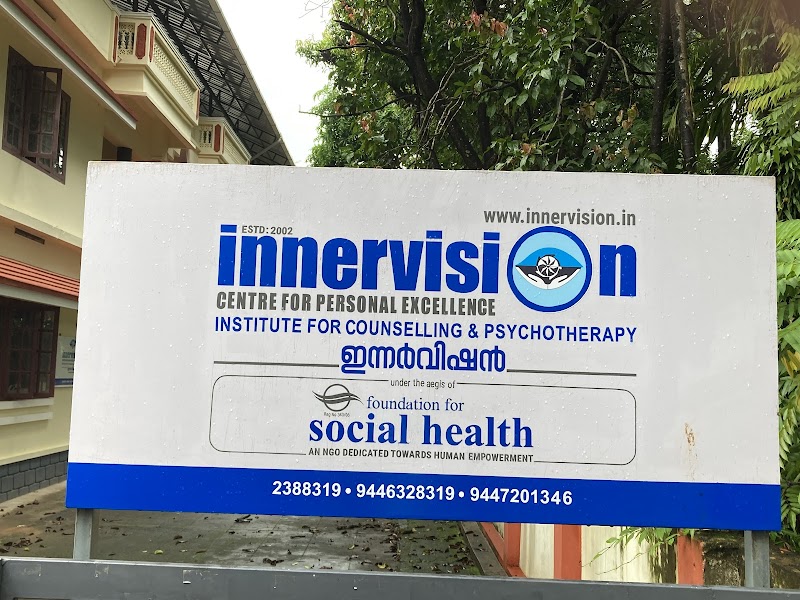 www.innervision.in
ESTD: 2002
innervision
CENTRE FOR PERSONAL EXCELLENCE
INSTITUTE FOR COUNSELLING & PSYCHOTHERAPY
ഇന്നർവിഷൻ
under the aegis of
foundation for
social health
AN NGO DEDICATED TOWARDS HUMAN EMPOWERMENT
2388319 • 9446328319 • 9447201346